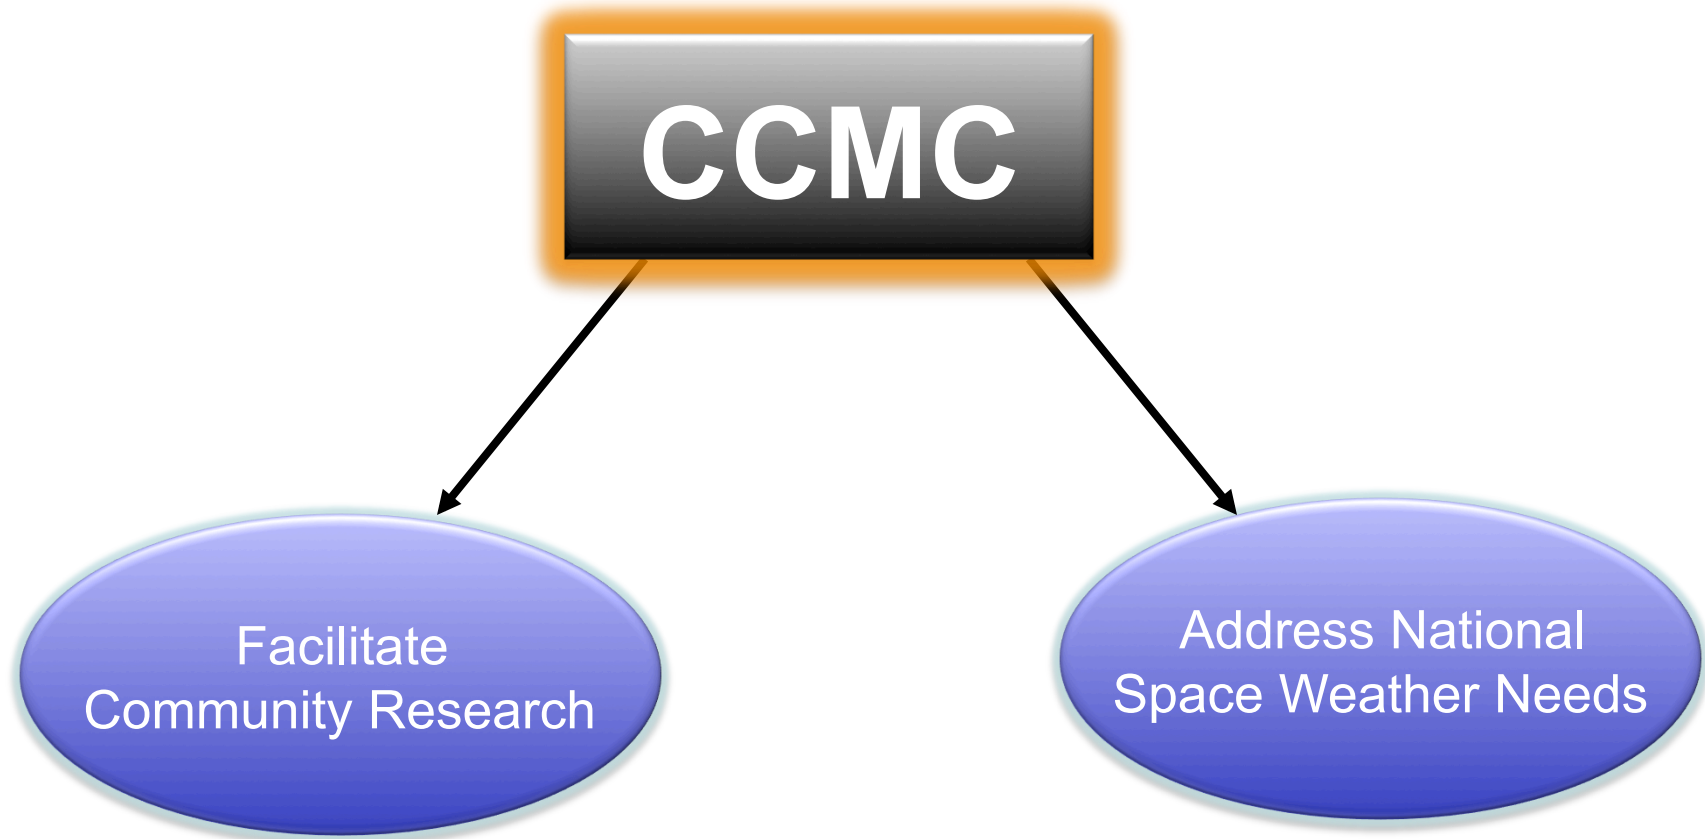 CCMC
Facilitate
Community Research
Address National
Space Weather Needs